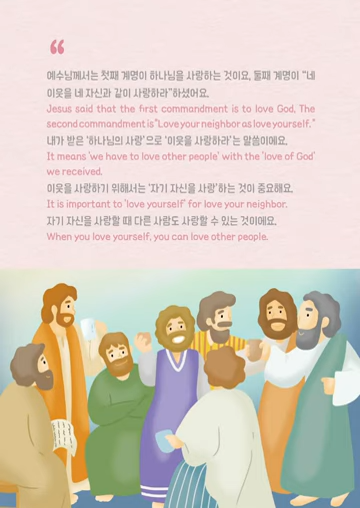 “
예수님께서는 첫째 계명이 하나님을 사랑하는 것이요, 둘째 계명이 “네
이웃을 네 자신과 같이 사랑하라”하셨어요.
Jesus said that the first commandment is to love God, The
second commandment is "Love your neighbor as love yourself."
내가 받은 ‘하나님의 사랑’으로 ‘이웃을 사랑하라’는 말씀이에요.
It means 'we have to love other people' with the 'love of God'
we received.
이웃을 사랑하기 위해서는 ‘자기 자신을 사랑’하는 것이 중요해요.
It is important to 'love yourself' for love your neighbor.
자기 자신을 사랑할 때 다른 사람도 사랑할 수 있는 것이에요.
When you love yourself, you can love other people.